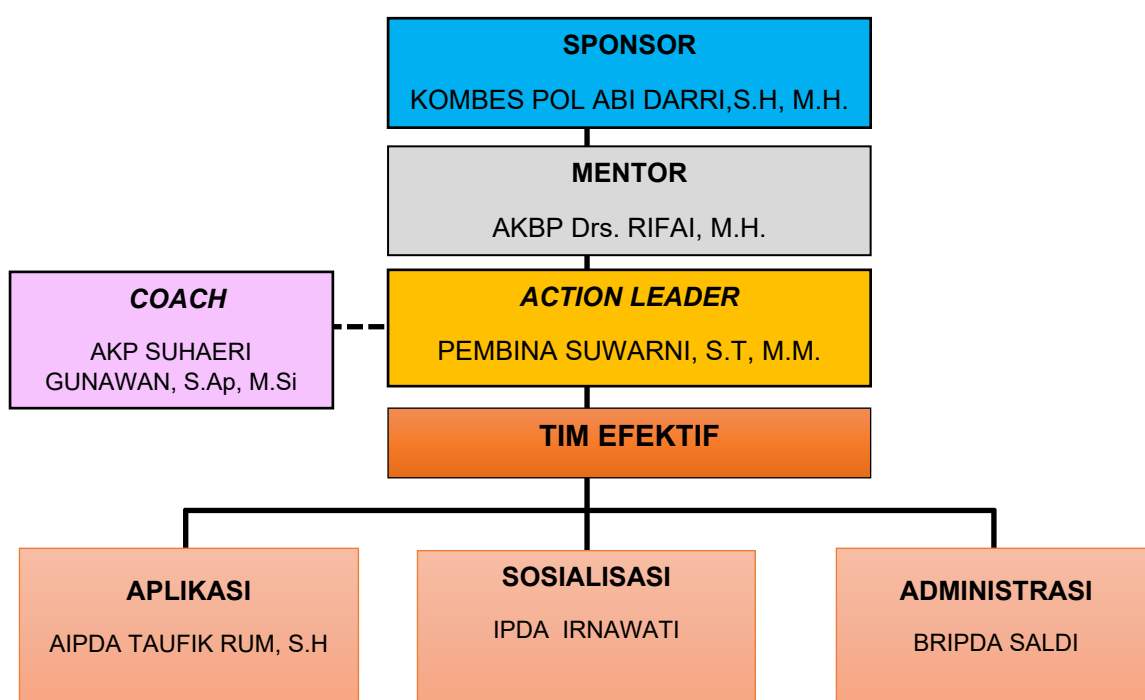 SPONSOR
KOMBES POL ABI DARRI,S.H, M.H.
MENTOR
AKBP Drs. RIFAI, M.H.
COACH
AKP SUHAERI
GUNAWAN, S.Ap, M.Si
ACTION LEADER
PEMBINA SUWARNI, S.T, M.M.
TIM EFEKTIF
APLIKASI
AIPDA TAUFIK RUM, S.H
SOSIALISASI
IPDA IRNAWATI
ADMINISTRASI
BRIPDA SALDI